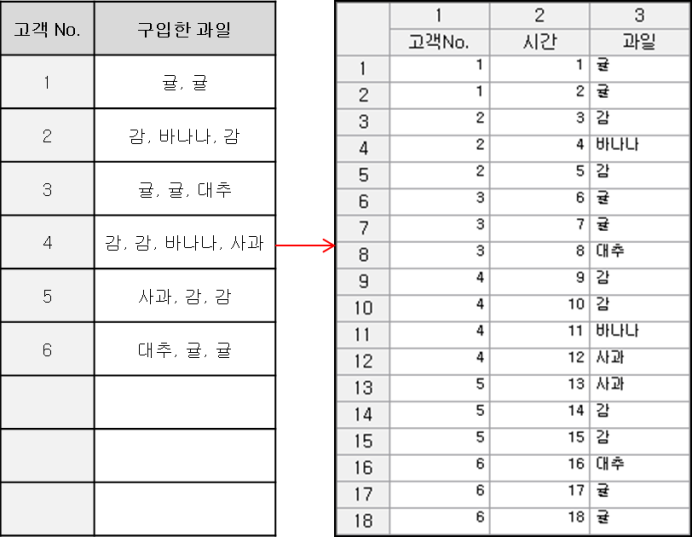 고객 No. 구입한 과일
1 귤, 귤
2 감, 바나나, 감
3 귤, 귤, 대추
4 감, 감, 바나나, 사과
5 사과, 감, 감
6 대추, 귤, 귤
1 2 3
고객No. 시간 과일
1 1 1 귤
2 1 2 귤
3 2 3 감
4 2 4 바나나
5 2 5 감
6 3 6 귤
7 3 7 귤
8 3 8 대추
9 4 9 감
10 4 10 감
11 4 11 바나나
12 4 12 사과
13 5 13 사과
14 5 14 감
15 5 15 감
16 6 16 대추
17 6 17 귤
18 6 18 귤